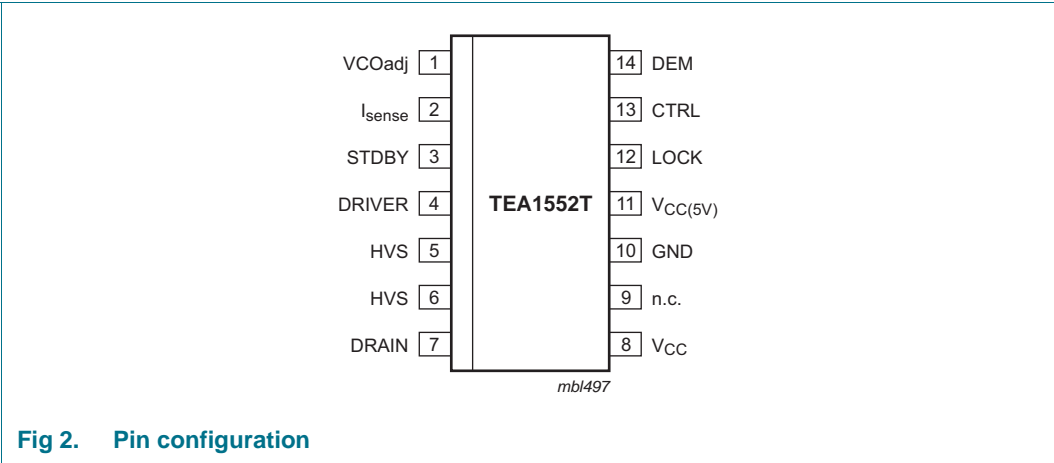 VCOadj 1 14 DEM
Isense 2 13 CTRL
STDBY 3 12 LOCK
DRIVER 4 TEA1552T 11 VCC(5V)
HVS 5 10 GND
HVS 6 9 n.c.
DRAIN 7 8 VCC
mbl497
Fig 2. Pin configuration